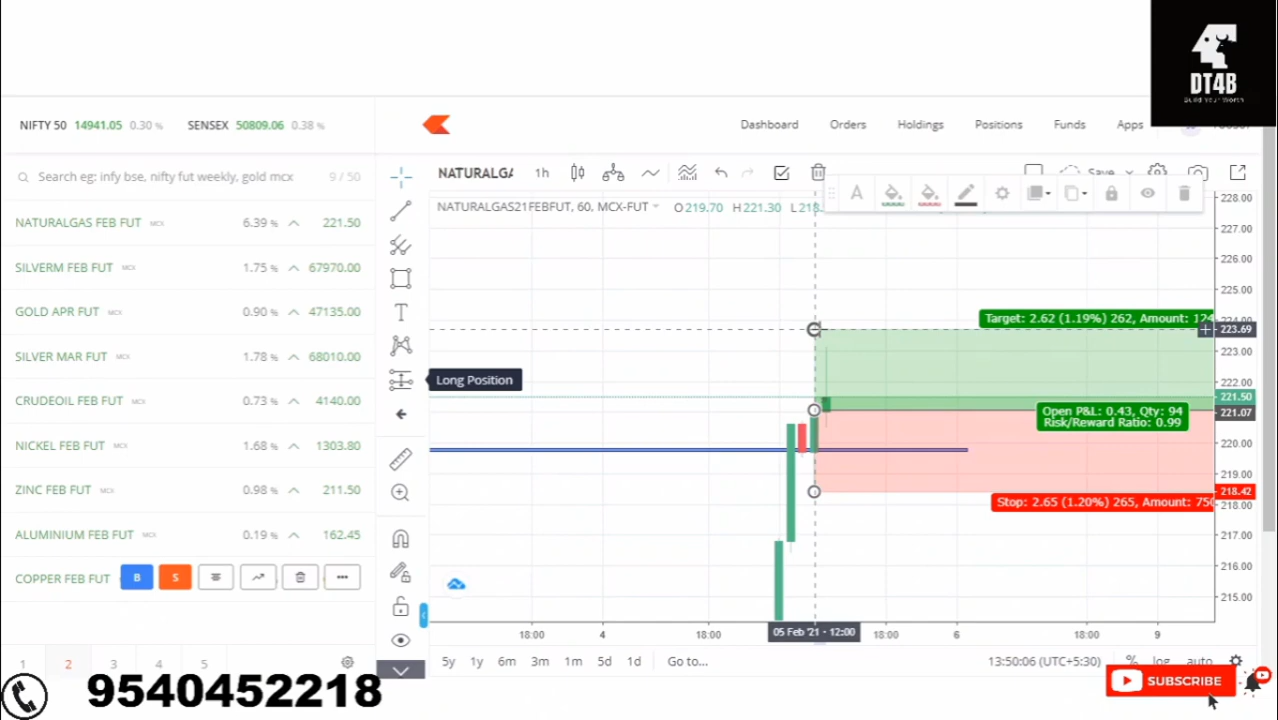 DT4B
Build Your Worth
NIFTY 50 14941.05 0.30 % SENSEX 50809.06 0.38 %
Dashboard Orders Holdings Positions Funds Apps
Search eg: infy bse, nifty fut weekly, gold mcx 9 / 50
NATURALGA 1h Save
NATURALGAS21FEBFUT, 60, MCX-FUT O219.70 H221.30 L218.
NATURALGAS FEB FUT MCX 6.39 % 221.50
SILVERM FEB FUT MCX 1.75 % 67970.00
GOLD APR FUT MCX 0.90 % 47135.00
SILVER MAR FUT MCX 1.78 % 68010.00
CRUDEOIL FEB FUT MCX 0.73 % 4140.00
NICKEL FEB FUT MCX 1.68 % 1303.80
ZINC FEB FUT MCX 0.98 % 211.50
ALUMINIUM FEB FUT MCX 0.19 % 162.45
COPPER FEB FUT B S
1 2 3 4 5
Long Position
Target: 2.62 (1.19%) 262, Amount: 124
Open P&L: 0.43, Qty: 94
Risk/Reward Ratio: 0.99
Stop: 2.65 (1.20%) 265, Amount: 750
228.00
227.00
226.00
225.00
224.00
223.69
223.00
222.00
221.50
221.07
220.00
219.00
218.42
218.00
217.00
216.00
215.00
18:00 4 18:00 05 Feb '21 - 12:00 18:00 6 18:00 9
5y 1y 6m 3m 1m 5d 1d Go to... 13:50:06 (UTC+5:30) % log auto
9540452218
SUBSCRIBE